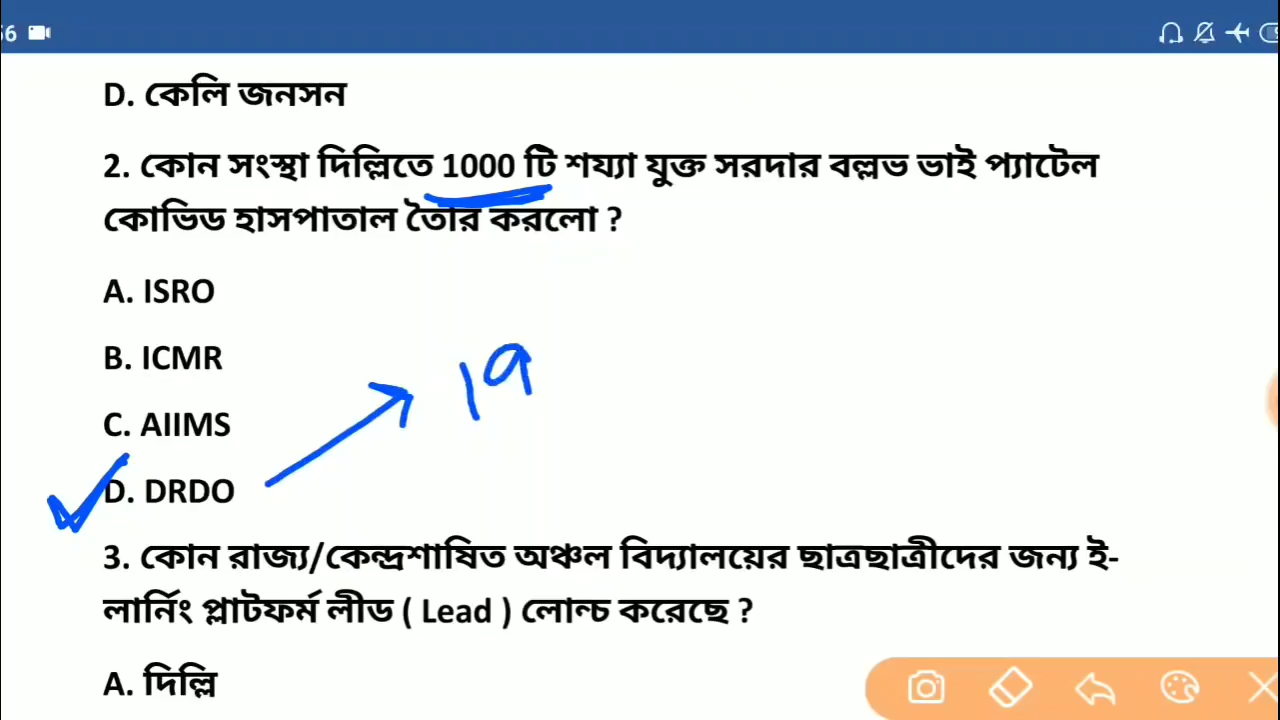 56
D. কেলি জনসন
2. কোন সংস্থা দিল্লিতে 1000 টি শয্যা যুক্ত সরদার বল্লভ ভাই প্যাটেল
কোভিড হাসপাতাল তৈরি করলো ?
A. ISRO
B. ICMR
19
C. AIIMS
D. DRDO
3. কোন রাজ্য/কেন্দ্রশাষিত অঞ্চল বিদ্যালয়ের ছাত্রছাত্রীদের জন্য ই-
লার্নিং প্লাটফর্ম লীড ( Lead ) লোন্চ করেছে ?
A. দিল্লি